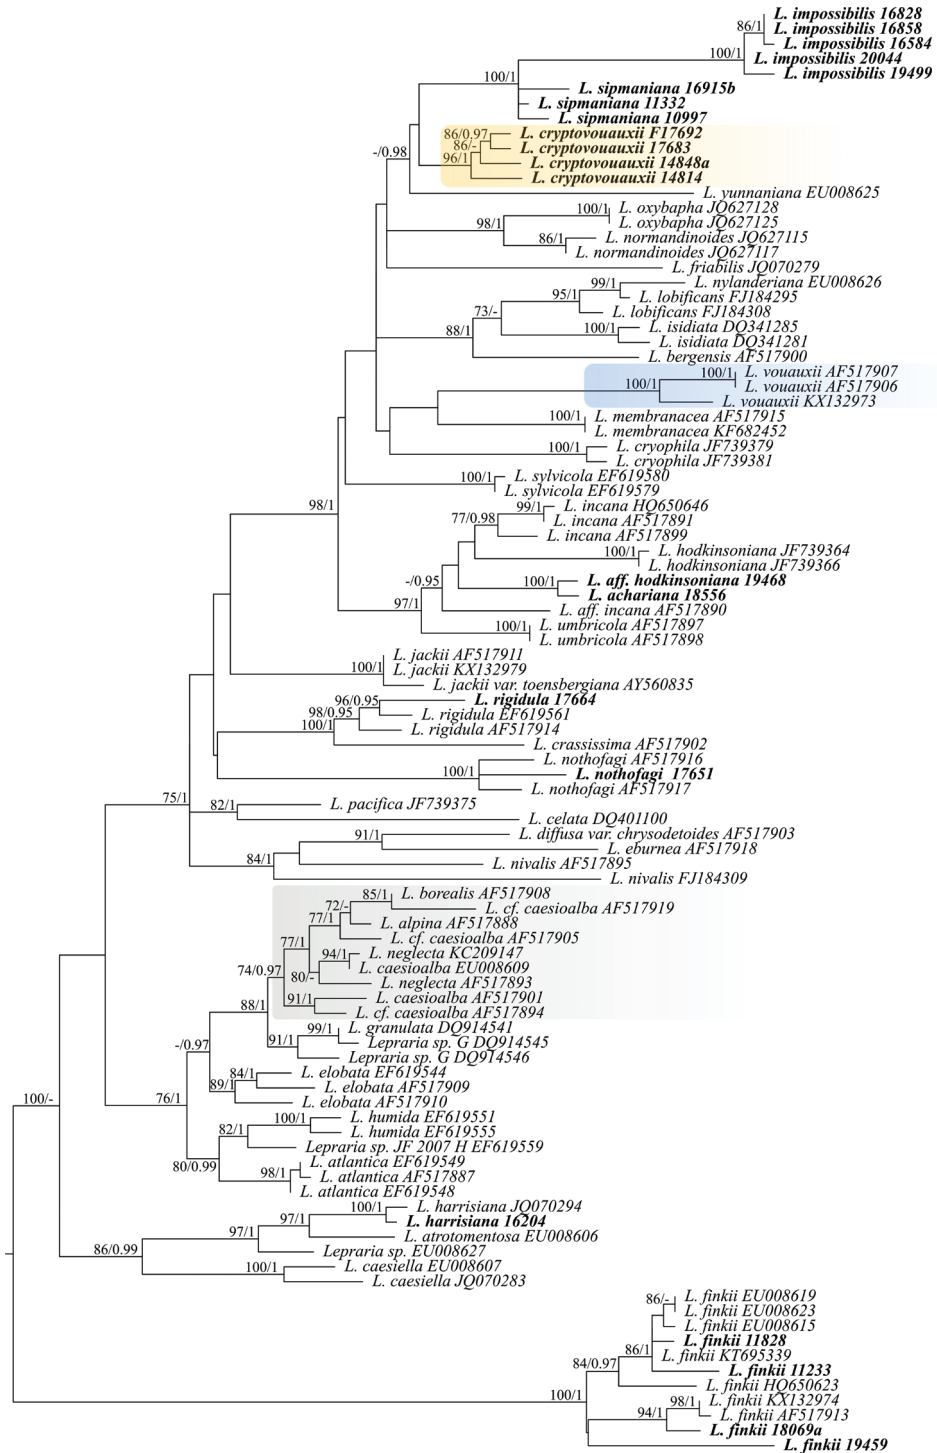 L. impossibilis 16828
86/1
L. impossibilis 16858
L. impossibilis 16584
100/1
L. impossibilis 20044
L. impossibilis 19499
100/1
L. sipmaniana 16915b
L. sipmaniana 11332
L. sipmaniana 10997
86/0.97
L. cryptovouauxii F17692
86/-
L. cryptovouauxii 17683
96/1
L. cryptovouauxii 14848a
-/0.98
L. cryptovouauxii 14814
L. yunnaniana EU008625
100/1
L. oxybapha JQ627128
L. oxybapha JQ627125
98/1
86/1
L. normandinoides JQ627115
L. normandinoides JQ627117
L. friabilis JQ070279
99/1
L. nylanderiana EU008626
95/1
L. lobificans FJ184295
73/-
L. lobificans FJ184308
88/1
100/1
L. isidiata DQ341285
L. isidiata DQ341281
L. bergensis AF517900
100/1
L. vouauxii AF517907
100/1
L. vouauxii AF517906
L. vouauxii KX132973
100/1
L. membranacea AF517915
L. membranacea KF682452
100/1
L. cryophila JF739379
L. cryophila JF739381
100/1
L. sylvicola EF619580
L. sylvicola EF619579
98/1
99/1
L. incana HQ650646
77/0.98
L. incana AF517891
L. incana AF517899
100/1
L. hodkinsoniana JF739364
L. hodkinsoniana JF739366
-/0.95
100/1
L. aff. hodkinsoniana 19468
L. achariana 18556
97/1
L. aff. incana AF517890
100/1
L. umbricola AF517897
L. umbricola AF517898
L. jackii AF517911
100/1
L. jackii KX132979
L. jackii var. toensbergiana AY560835
96/0.95
L. rigidula 17664
98/0.95
L. rigidula EF619561
100/1
L. rigidula AF517914
L. crassissima AF517902
L. nothofagi AF517916
100/1
L. nothofagi 17651
L. nothofagi AF517917
75/1
82/1
L. pacifica JF739375
L. celata DQ401100
91/1
L. diffusa var. chrysodetoides AF517903
L. eburnea AF517918
84/1
L. nivalis AF517895
L. nivalis FJ184309
85/1
L. borealis AF517908
72/-
L. cf. caesioalba AF517919
77/1
L. alpina AF517888
L. cf. caesioalba AF517905
77/1
94/1
L. neglecta KC209147
L. caesioalba EU008609
74/0.97
80/-
L. neglecta AF517893
91/1
L. caesioalba AF517901
88/1
L. cf. caesioalba AF517894
99/1
L. granulata DQ914541
91/1
Lepraria sp. G DQ914545
-/0.97
Lepraria sp. G DQ914546
84/1
L. elobata EF619544
89/1
L. elobata AF517909
100/-
76/1
L. elobata AF517910
100/1
L. humida EF619551
82/1
L. humida EF619555
Lepraria sp. JF 2007 H EF619559
80/0.99
L. atlantica EF619549
98/1
L. atlantica AF517887
L. atlantica EF619548
100/1
L. harrisiana JQ070294
97/1
L. harrisiana 16204
97/1
L. atrotomentosa EU008606
86/0.99
Lepraria sp. EU008627
100/1
L. caesiella EU008607
L. caesiella JQ070283
86/-
L. finkii EU008619
L. finkii EU008623
L. finkii EU008615
86/1
L. finkii 11828
L. finkii KT695339
84/0.97
L. finkii 11233
L. finkii HQ650623
100/1
98/1
L. finkii KX132974
94/1
L. finkii AF517913
L. finkii 18069a
L. finkii 19459